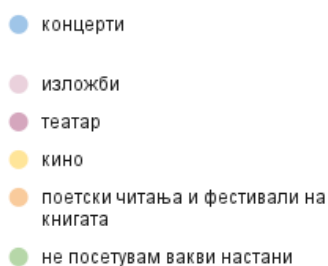 концерти
изложби
театар
кино
поетски читања и фестивали на
книгата
не посетувам вакви настани